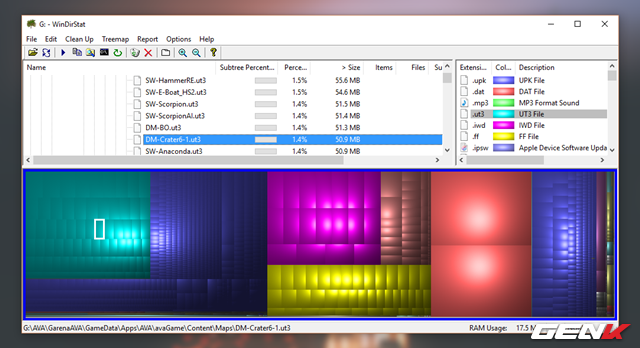 G: - WinDirStat
File Edit Clean Up Treemap Report Options Help
Name Subtree Percent... Perce... > Size Items Files Su
SW-HammerRE.ut3 1.5% 55.6 MB
SW-E-Boat_HS2.ut3 1.5% 54.6 MB
SW-Scorpion.ut3 1.4% 51.5 MB
SW-ScorpionAI.ut3 1.4% 51.4 MB
DM-BO.ut3 1.4% 51.3 MB
DM-Crater6-1.ut3 1.4% 50.9 MB
SW-Anaconda.ut3 1.4% 50.9 MB
Extensi... Col... Description
.upk UPK File
.dat DAT File
.mp3 MP3 Format Sound
.ut3 UT3 File
.iwd IWD File
.ff FF File
.ipsw Apple Device Software Upda
G:\AVA\GarenaAVA\GameData\Apps\AVA\avaGame\Content\Maps\DM-Crater6-1.ut3 RAM Usage: 17.5
GENK